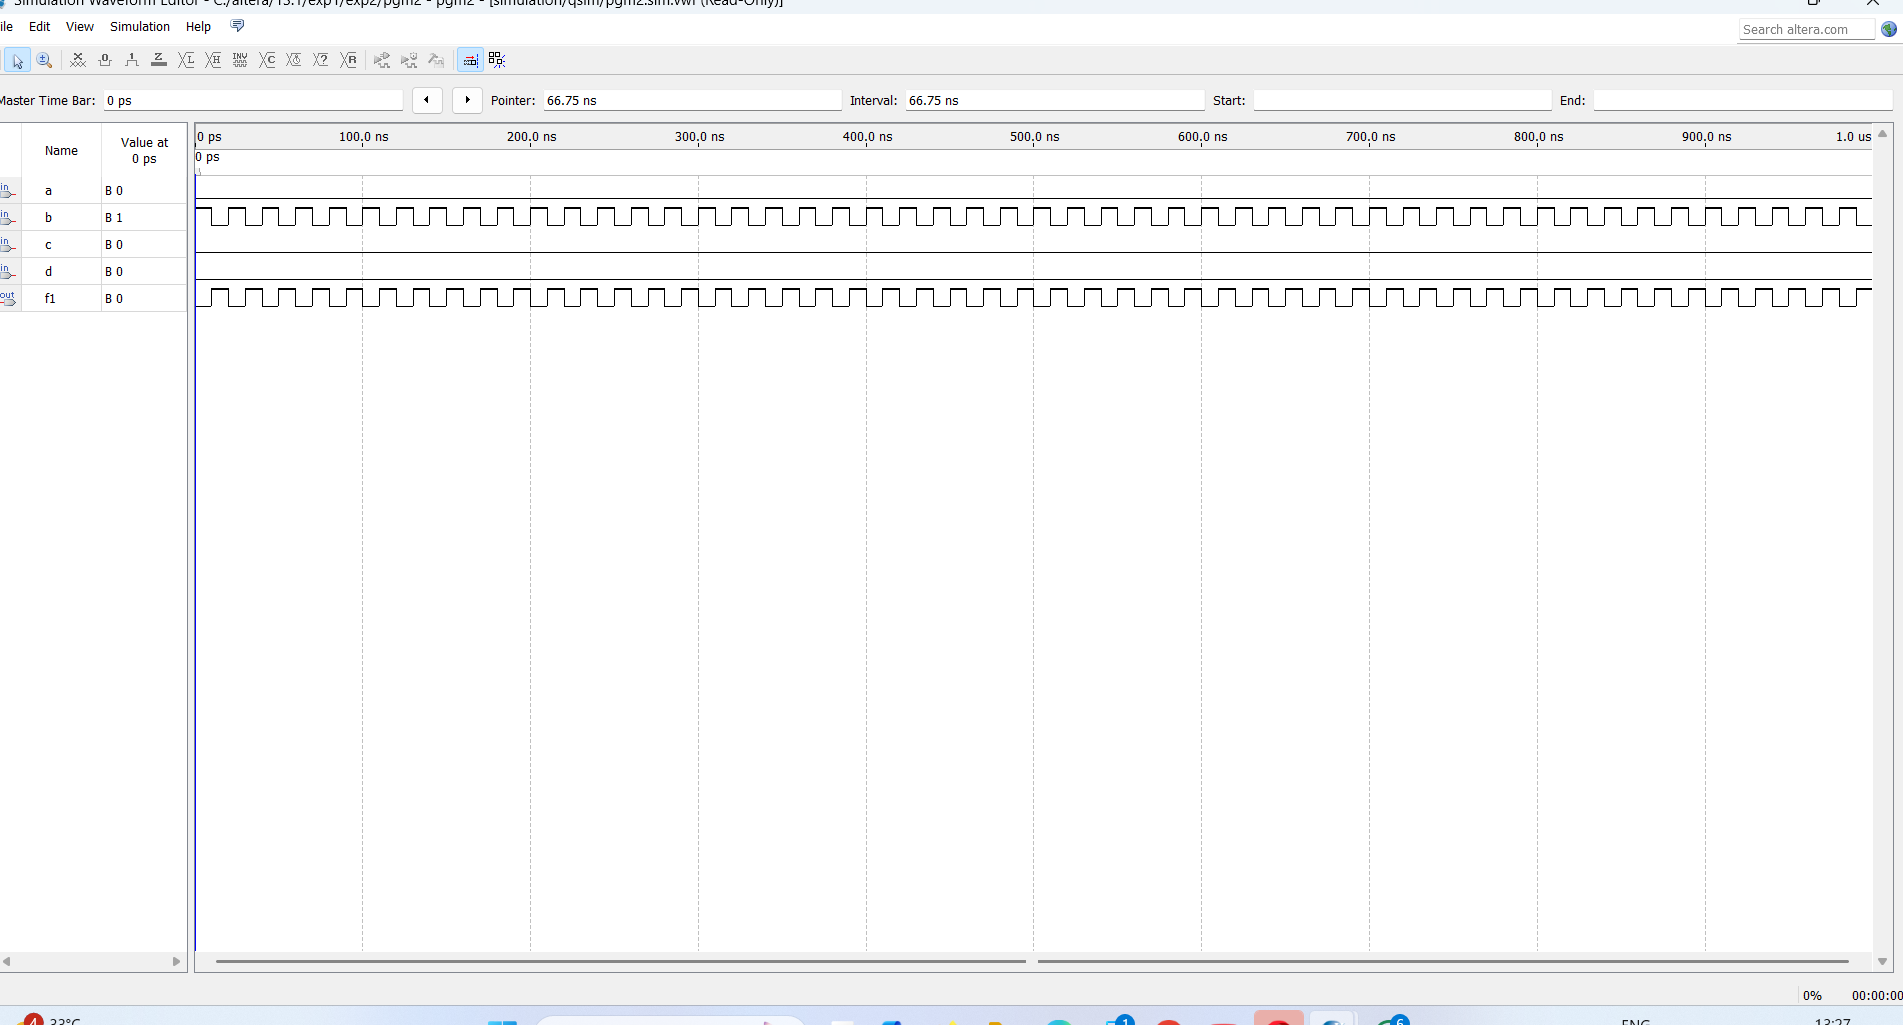 Simulation Waveform Editor - C:/altera/13.1/exp1/exp2/pgm2 - pgm2 - [simulation/qsim/pgm2.sim.vwf (Read-Only)]
ile Edit View Simulation Help
Search altera.com
Master Time Bar: 0 ps Pointer: 66.75 ns Interval: 66.75 ns Start: End:
Name Value at 0 ps
0 ps 100.0 ns 200.0 ns 300.0 ns 400.0 ns 500.0 ns 600.0 ns 700.0 ns 800.0 ns 900.0 ns 1.0 us
0 ps
in a B 0
in b B 1
in c B 0
in d B 0
out f1 B 0
0% 00:00:00
4 33°C 1 6 ENG 13:27